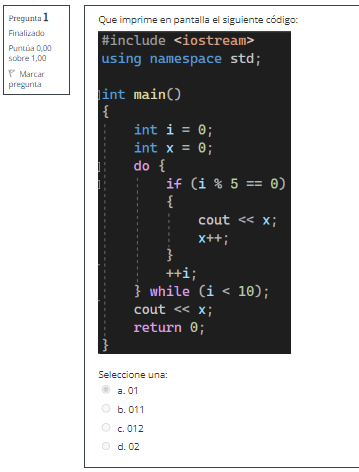 Pregunta 1
Finalizado
Puntúa 0,00
sobre 1,00
Marcar
pregunta
Que imprime en pantalla el siguiente código:
#include <iostream>
using namespace std;
int main()
{
int i = 0;
int x = 0;
do {
if (i % 5 == 0)
{
cout << x;
x++;
}
++i;
} while (i < 10);
cout << x;
return 0;
}
Seleccione una:
a. 01
b. 011
c. 012
d. 02